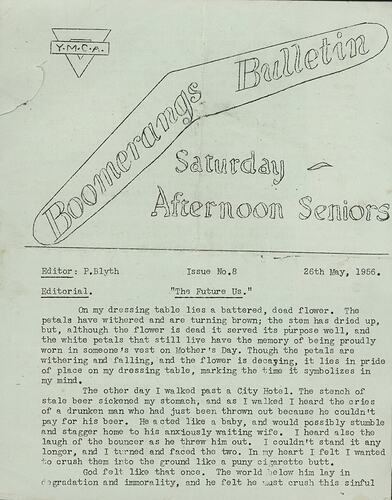 Y.M.C.A.
Boomerangs Bulletin
Saturday
Afternoon Seniors
Editor: P.Blyth Issue No.8 26th May, 1956.
Editorial. "The Future Us."
On my dressing table lies a battered, dead flower. The
petals have withered and are turning brown; the stem has dried up,
but, although the flower is dead it served its purpose well, and
the white petals that still live have the memory of being proudly
worn in someone's vest on Mother's Day. Though the petals are
withering and falling, and the flower is decaying, it lies in pride
of place on my dressing table, marking the time it symbolizes in
my mind.
The other day I walked past a City Hotel. The stench of
stale beer sickened my stomach, and as I walked I heard the cries
of a drunken man who had just been thrown out because he couldn't
pay for his beer. He acted like a baby, and would possibly stumble
and stagger home to his anxiously waiting wife. I heard also the
laugh of the bouncer as he threw him out. I couldn't stand it any
longer, and I turned and faced the two. In my heart I felt I wanted
to crush them into the ground like a puny cigarette butt.
God felt like that once. The world below him lay in
degradation and immorality, and he felt he must crush this sinful